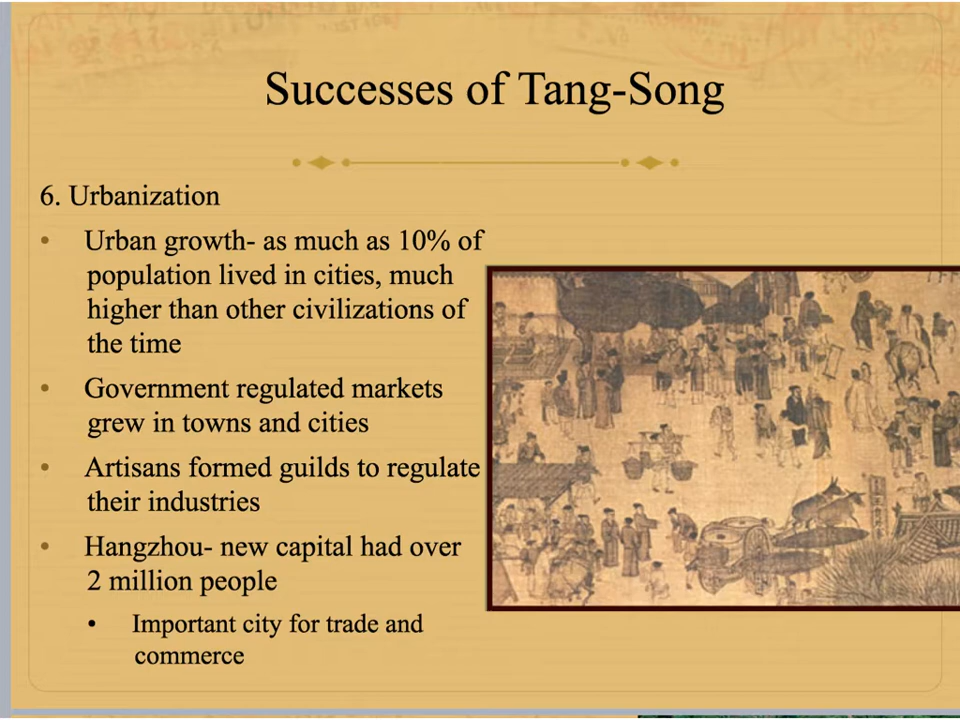 Successes of Tang-Song
6. Urbanization
• Urban growth- as much as 10% of
population lived in cities, much
higher than other civilizations of
the time
• Government regulated markets
grew in towns and cities
• Artisans formed guilds to regulate
their industries
• Hangzhou- new capital had over
2 million people
• Important city for trade and
commerce